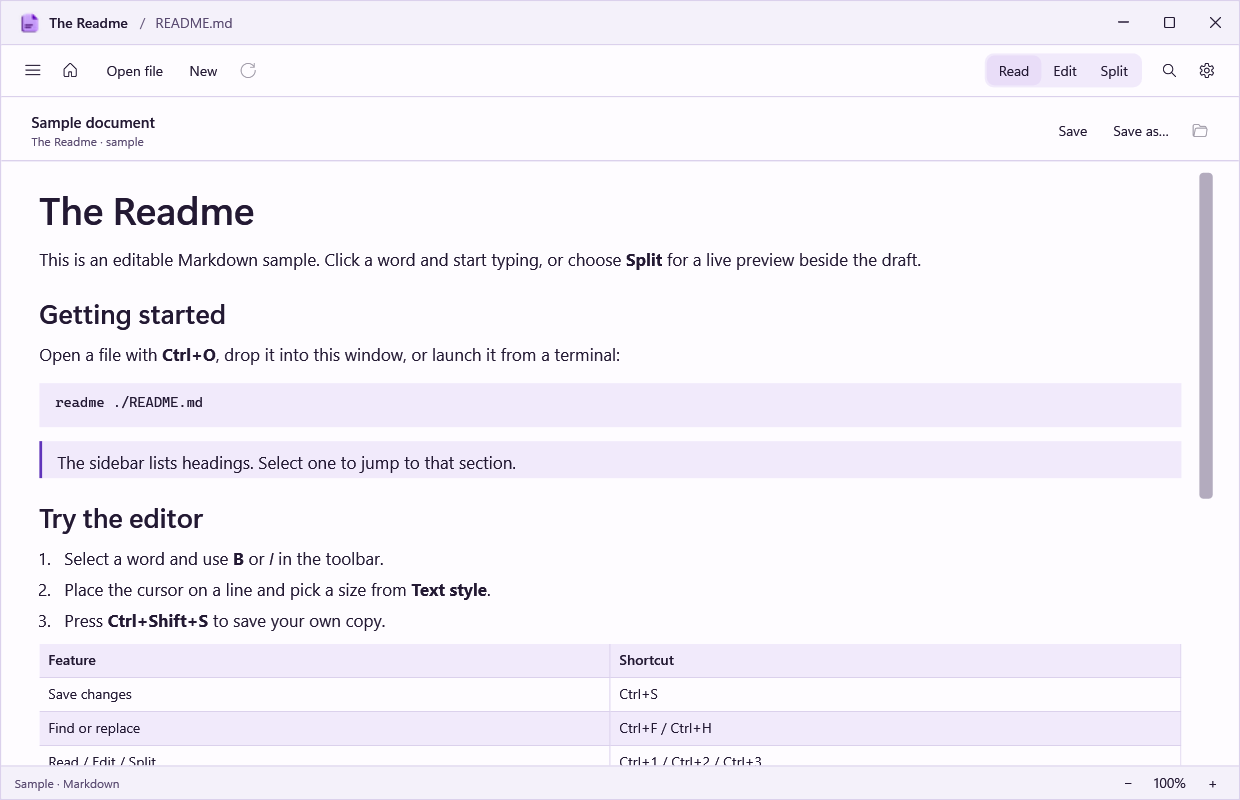 The Readme / README.md
Open file New Read Edit Split
Sample document
The Readme · sample
Save Save as...
The Readme
This is an editable Markdown sample. Click a word and start typing, or choose Split for a live preview beside the draft.
Getting started
Open a file with Ctrl+O, drop it into this window, or launch it from a terminal:
readme ./README.md
The sidebar lists headings. Select one to jump to that section.
Try the editor
1. Select a word and use B or I in the toolbar.
2. Place the cursor on a line and pick a size from Text style.
3. Press Ctrl+Shift+S to save your own copy.
Feature Shortcut
Save changes Ctrl+S
Find or replace Ctrl+F / Ctrl+H
Read / Edit / Split Ctrl+1 / Ctrl+2 / Ctrl+3
Sample · Markdown − 100% +